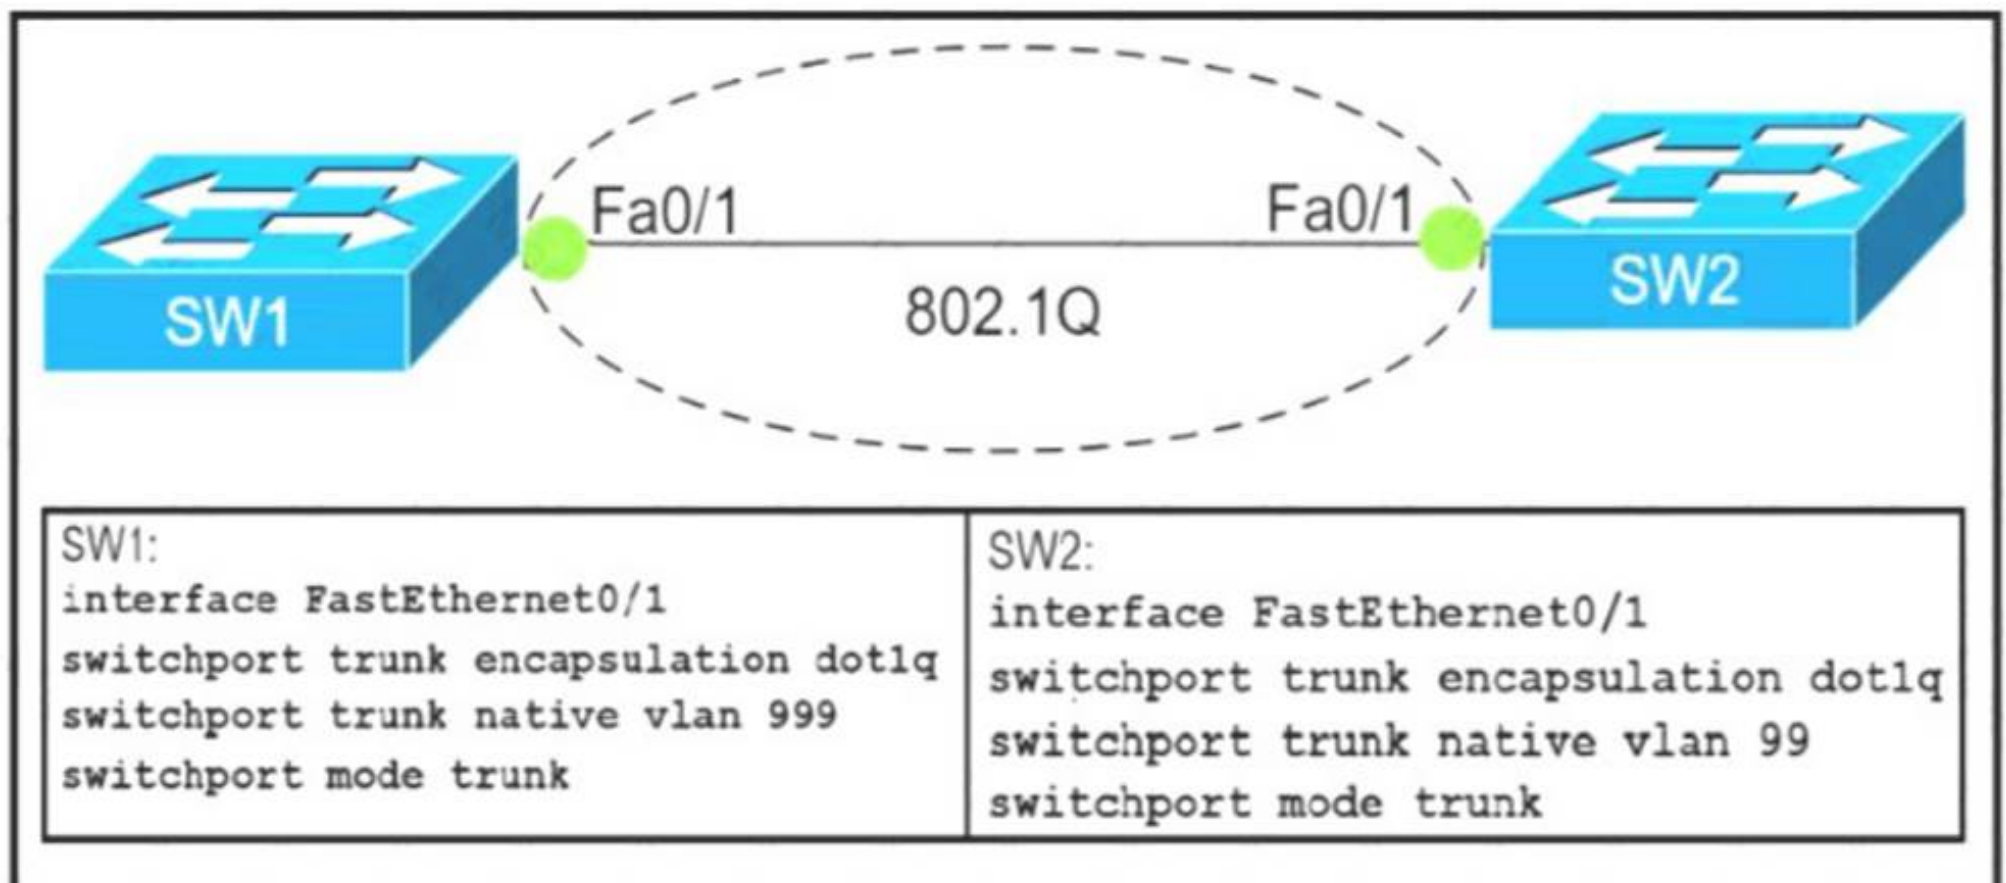 Fa0/1
Fa0/1
802.1Q
SW1
SW2
SW1:
interface FastEthernet0/1
switchport trunk encapsulation dot1q
switchport trunk native vlan 999
switchport mode trunk
SW2:
interface FastEthernet0/1
switchport trunk encapsulation dot1q
switchport trunk native vlan 99
switchport mode trunk